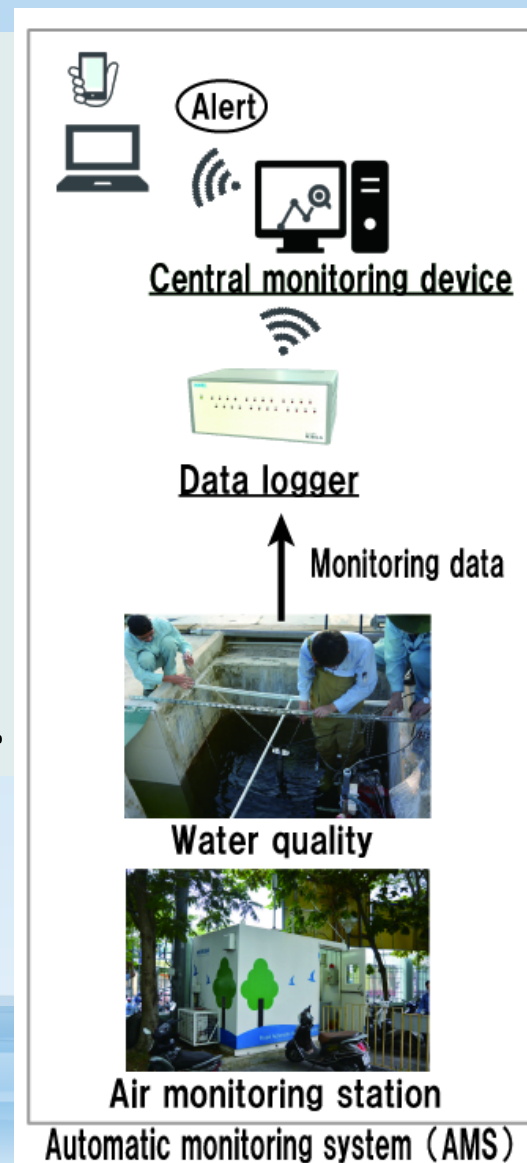 Alert
Central monitoring device
Data logger
Monitoring data
Water quality
Air monitoring station
Automatic monitoring system（AMS）